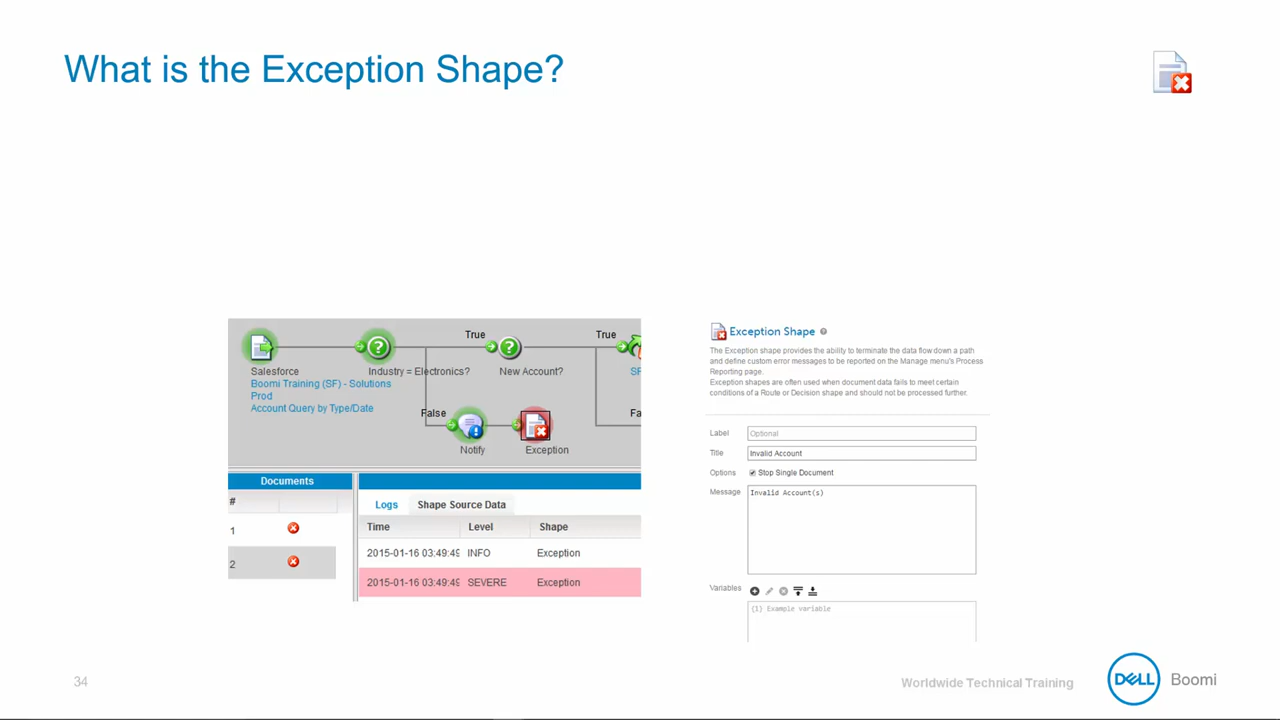 What is the Exception Shape?
True
True
Salesforce
Boomi Training (SF) - Solutions
Prod
Account Query by Type/Date
Industry = Electronics?
New Account?
SF
False
Fa
Notify
Exception
Documents
#
1
2
Logs
Shape Source Data
Time
Level
Shape
2015-01-16 03:49:49
INFO
Exception
2015-01-16 03:49:49
SEVERE
Exception
Exception Shape
The Exception shape provides the ability to terminate the data flow down a path
and define custom error messages to be reported on the Manage menu's Process
Reporting page.
Exception shapes are often used when document data fails to meet certain
conditions of a Route or Decision shape and should not be processed further.
Label
Optional
Title
Invalid Account
Options
Stop Single Document
Message
Invalid Account(s)
Variables
{1} Example variable
34
Worldwide Technical Training
DELL
Boomi